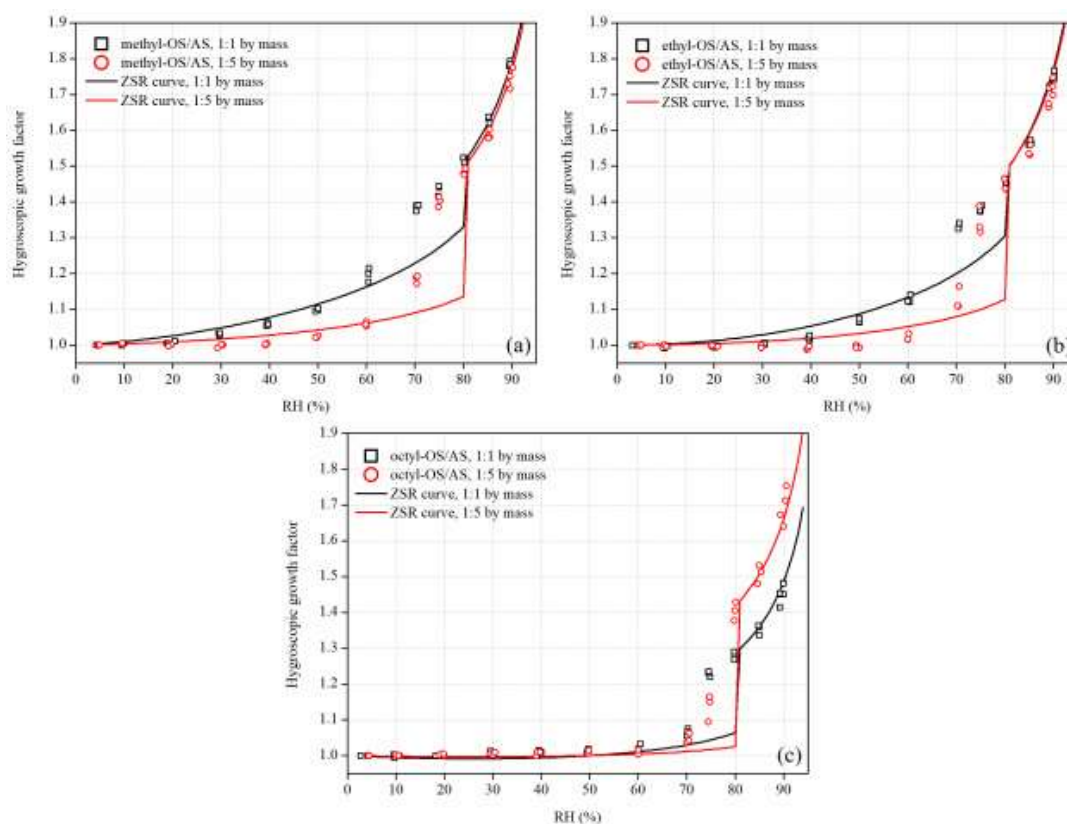 1.9
1.8
1.7
1.6
1.5
1.4
1.3
1.2
1.1
1.0
Hygroscopic growth factor
methyl-OS/AS, 1:1 by mass
methyl-OS/AS, 1:5 by mass
ZSR curve, 1:1 by mass
ZSR curve, 1:5 by mass
(a)
0 10 20 30 40 50 60 70 80 90
RH (%)
1.9
1.8
1.7
1.6
1.5
1.4
1.3
1.2
1.1
1.0
Hygroscopic growth factor
ethyl-OS/AS, 1:1 by mass
ethyl-OS/AS, 1:5 by mass
ZSR curve, 1:1 by mass
ZSR curve, 1:5 by mass
(b)
0 10 20 30 40 50 60 70 80 90
RH (%)
1.9
1.8
1.7
1.6
1.5
1.4
1.3
1.2
1.1
1.0
Hygroscopic growth factor
octyl-OS/AS, 1:1 by mass
octyl-OS/AS, 1:5 by mass
ZSR curve, 1:1 by mass
ZSR curve, 1:5 by mass
(c)
0 10 20 30 40 50 60 70 80 90
RH (%)